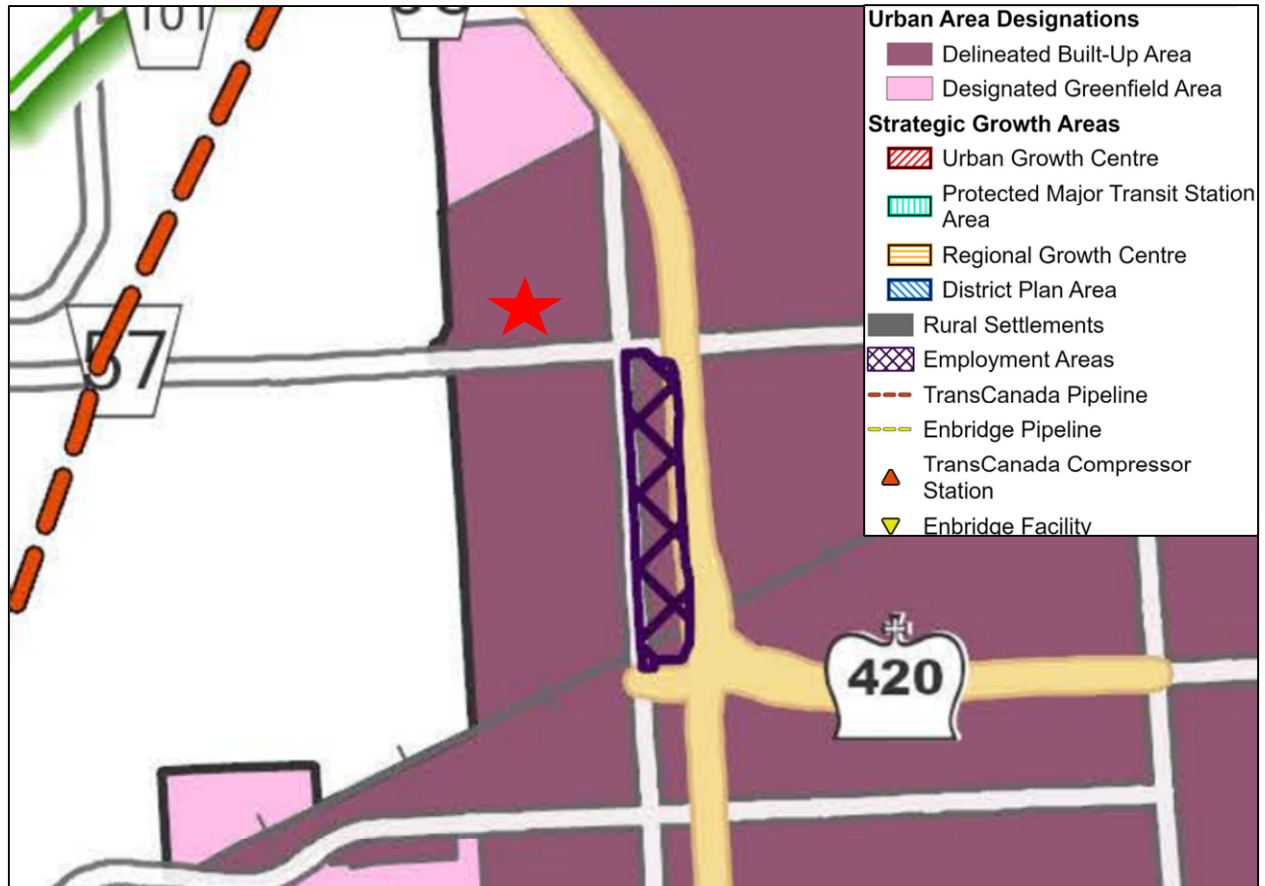 101
Urban Area Designations
Delineated Built-Up Area
Designated Greenfield Area
Strategic Growth Areas
Urban Growth Centre
Protected Major Transit Station
Area
Regional Growth Centre
District Plan Area
Rural Settlements
Employment Areas
TransCanada Pipeline
Enbridge Pipeline
TransCanada Compressor
Station
Enbridge Facility
57
420